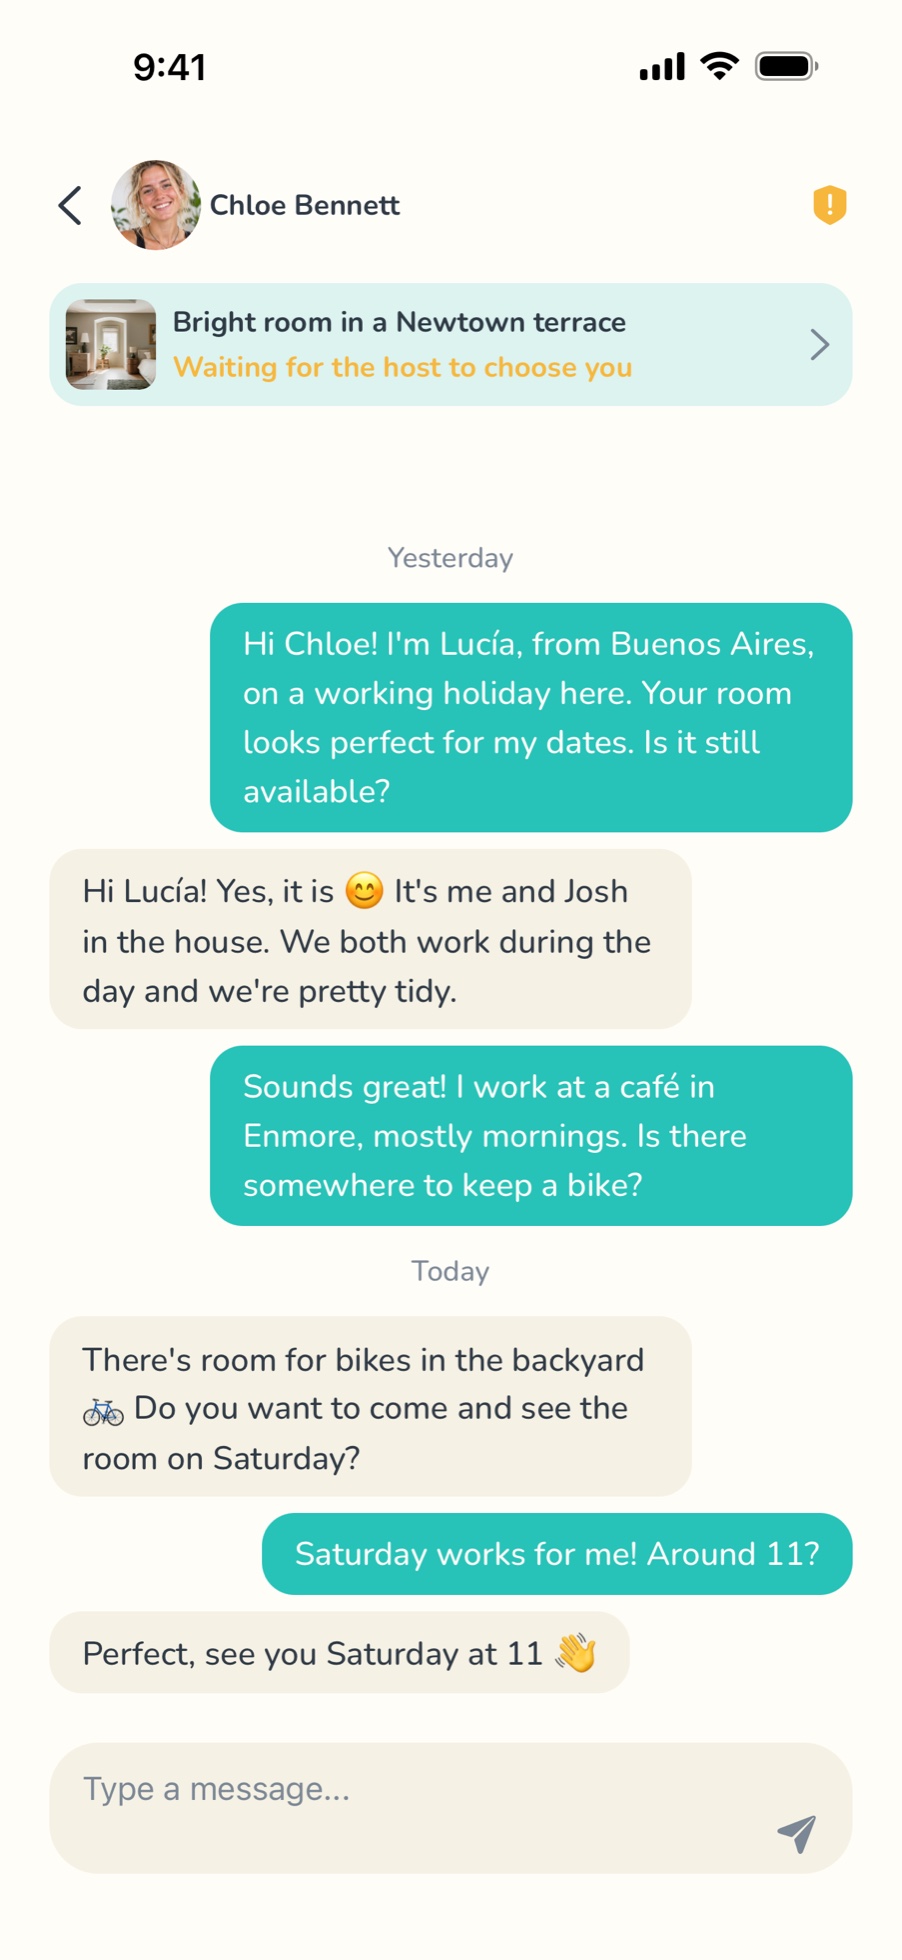 9:41
Chloe Bennett
Bright room in a Newtown terrace
Waiting for the host to choose you
Yesterday
Hi Chloe! I'm Lucía, from Buenos Aires,
on a working holiday here. Your room
looks perfect for my dates. Is it still
available?
Hi Lucía! Yes, it is 😊 It's me and Josh
in the house. We both work during the
day and we're pretty tidy.
Sounds great! I work at a café in
Enmore, mostly mornings. Is there
somewhere to keep a bike?
Today
There's room for bikes in the backyard
🚲 Do you want to come and see the
room on Saturday?
Saturday works for me! Around 11?
Perfect, see you Saturday at 11 👋
Type a message...